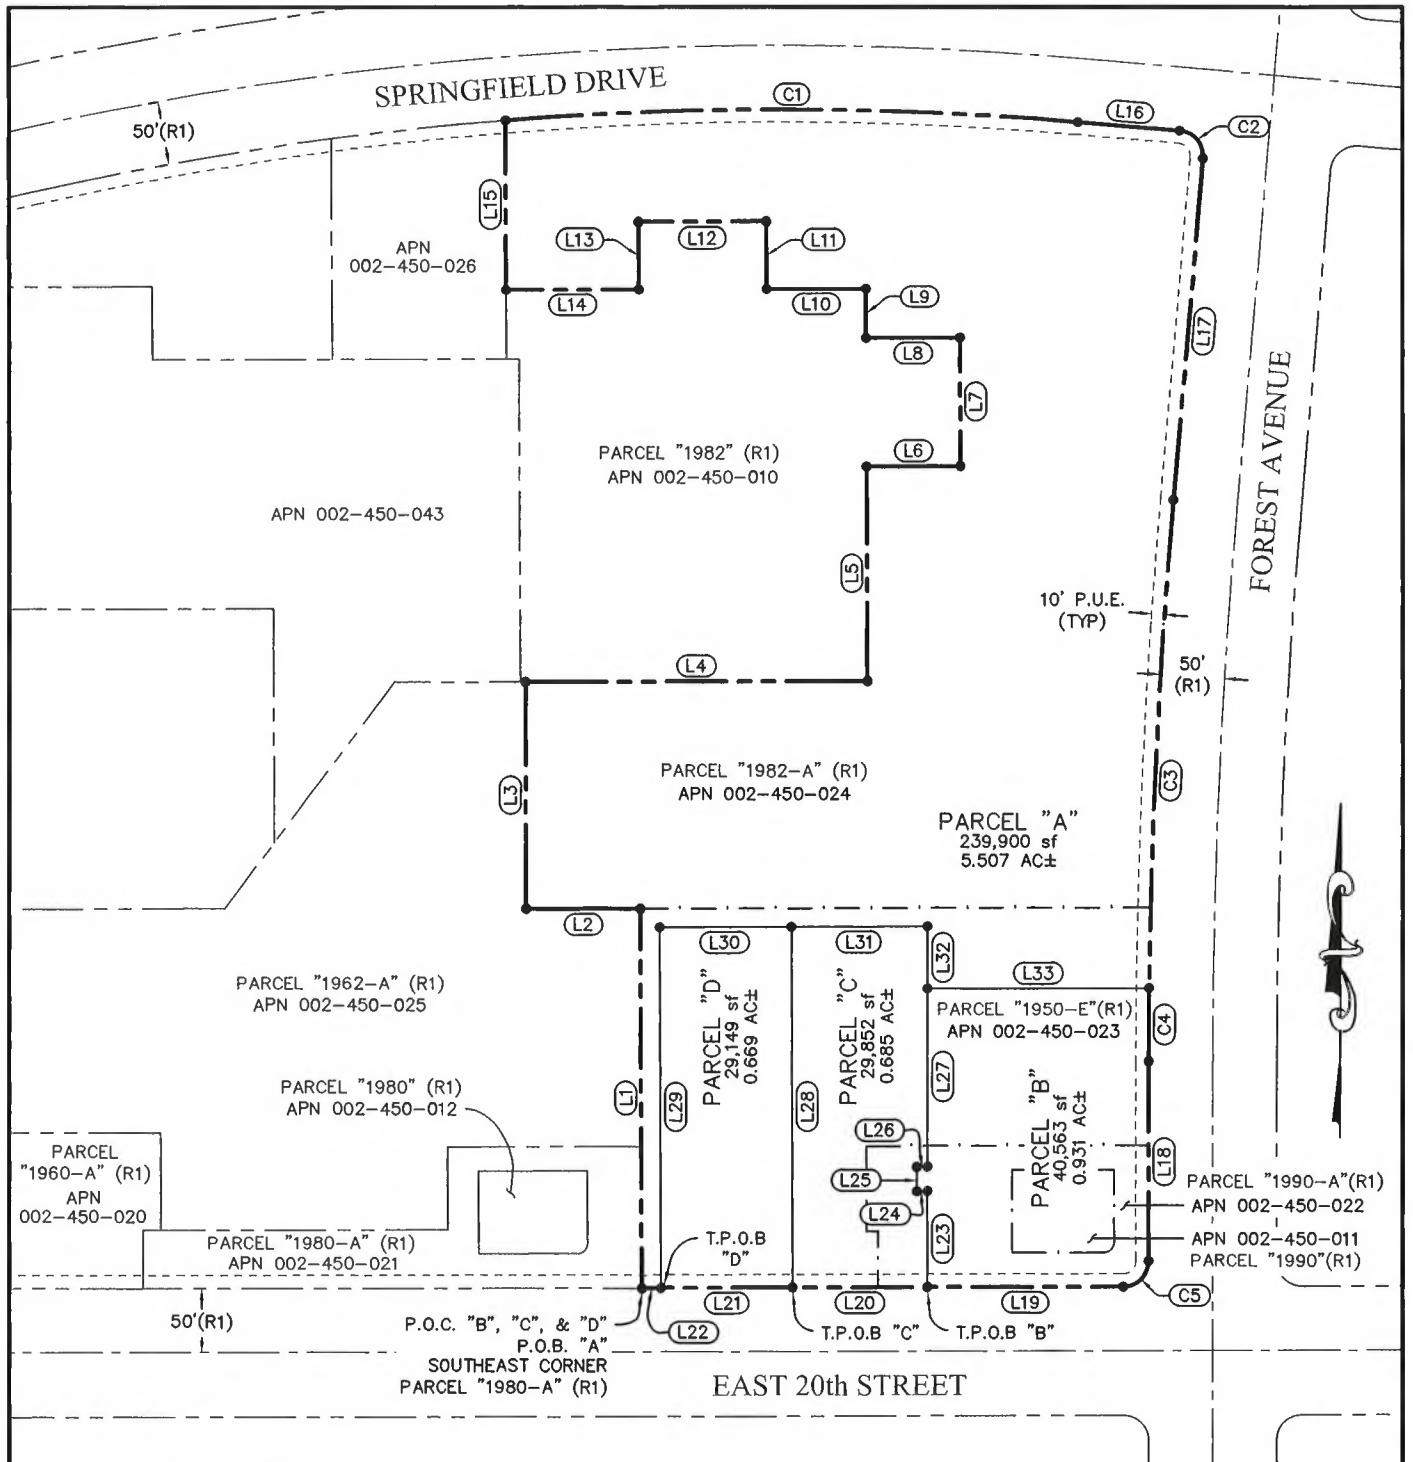 SPRINGFIELD DRIVE
C1
L16
C2
50'(R1)
L15
L13
L12
L11
APN
002-450-026
L14
L10
L9
L8
L17
L7
FOREST AVENUE
PARCEL "1982" (R1)
APN 002-450-010
L6
APN 002-450-043
L5
10' P.U.E.
(TYP)
L4
50'
(R1)
L3
PARCEL "1982-A" (R1)
APN 002-450-024
C3
PARCEL "A"
239,900 sf
5.507 AC±
L2
L30
L31
L32
L33
PARCEL "1962-A" (R1)
APN 002-450-025
PARCEL "D"
29,149 sf
0.669 AC±
PARCEL "C"
29,852 sf
0.685 AC±
PARCEL "1950-E"(R1)
APN 002-450-023
C4
PARCEL "1980" (R1)
APN 002-450-012
L1
L29
L28
L27
PARCEL "B"
40,563 sf
0.931 AC±
L26
L25
L24
L23
L18
PARCEL
"1960-A" (R1)
APN
002-450-020
PARCEL "1990-A"(R1)
APN 002-450-022
APN 002-450-011
PARCEL "1990"(R1)
PARCEL "1980-A" (R1)
APN 002-450-021
T.P.O.B
"D"
L21
L20
L19
C5
50'(R1)
P.O.C. "B", "C", & "D"
P.O.B. "A"
SOUTHEAST CORNER
PARCEL "1980-A" (R1)
L22
T.P.O.B "C"
T.P.O.B "B"
EAST 20th STREET